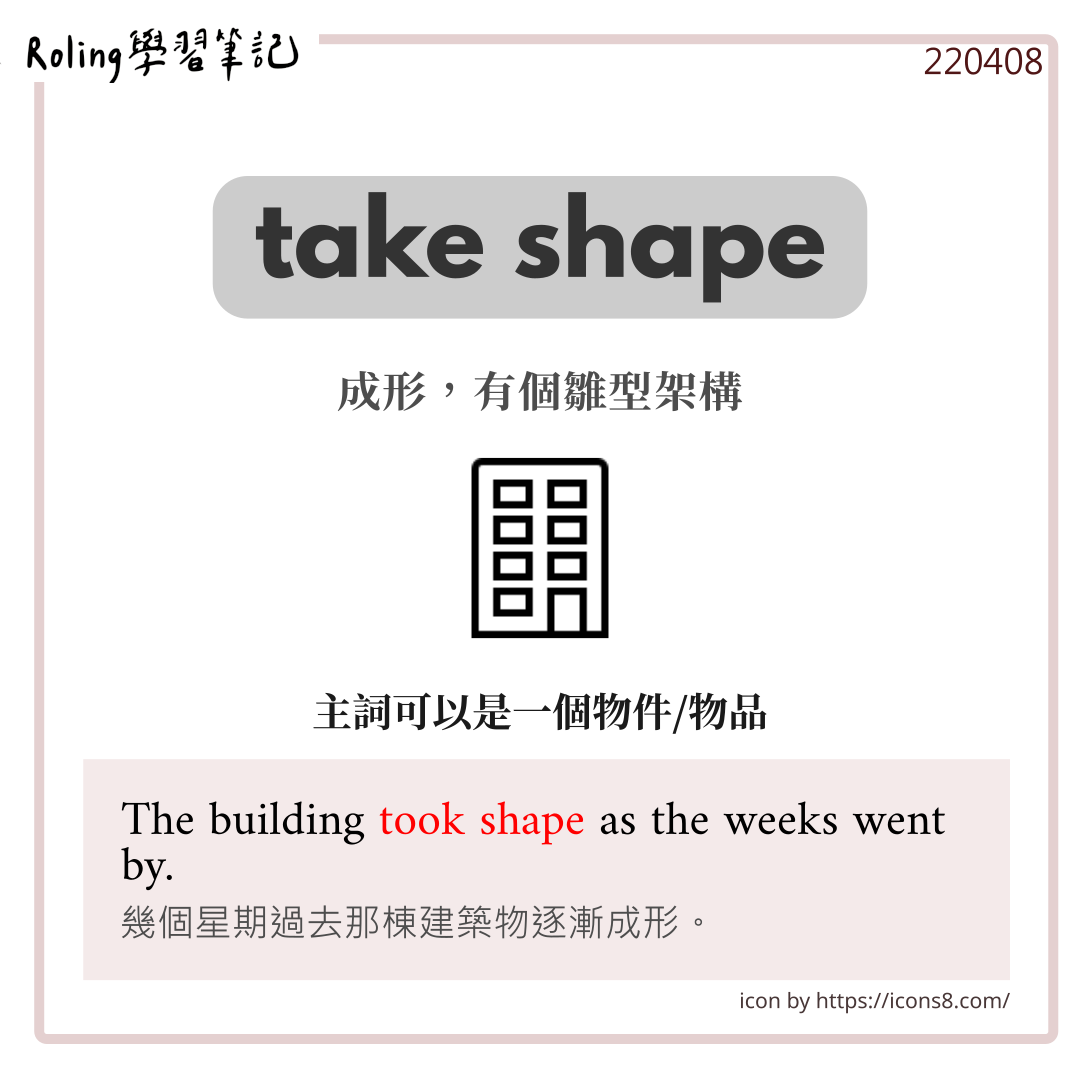 Roling學習筆記
220408
take shape
成形，有個雛型架構
主詞可以是一個物件/物品
The building took shape as the weeks went
by.
幾個星期過去那棟建築物逐漸成形。
icon by https://icons8.com/